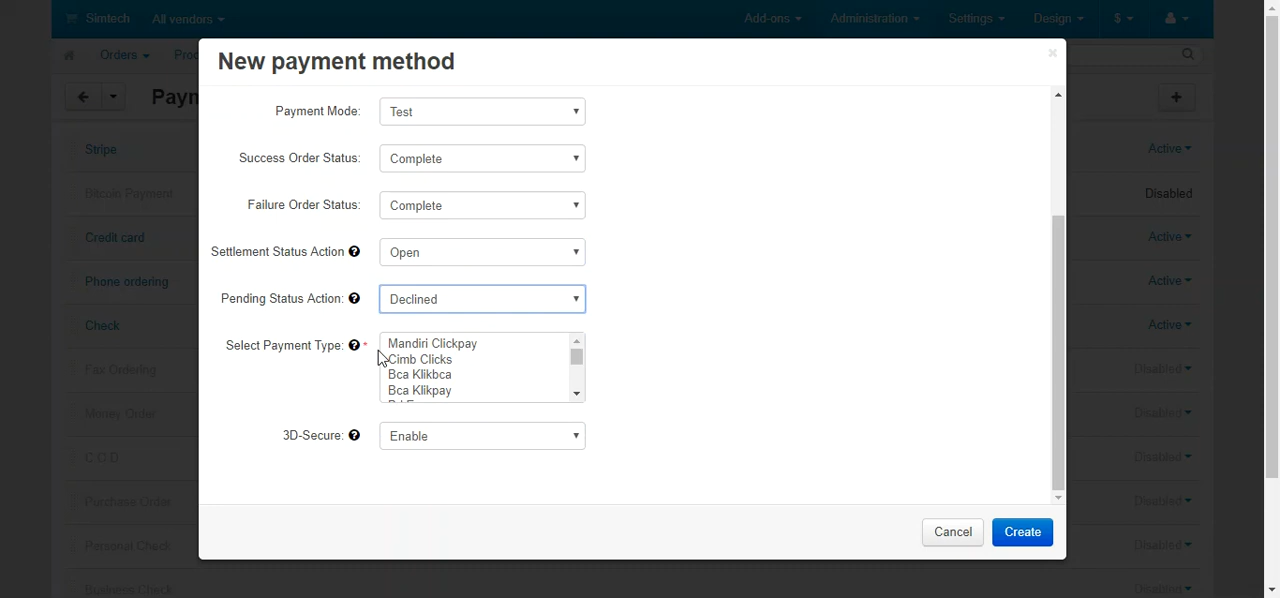 Simtech All vendors Add-ons Administration Settings Design $
Orders
New payment method
Payment Mode: Test
Stripe Active
Success Order Status: Complete
Bitcoin Payment Disabled
Failure Order Status: Complete
Credit card Active
Settlement Status Action Open
Phone ordering Active
Pending Status Action: Declined
Check Active
Select Payment Type: * Mandiri Clickpay
Cimb Clicks
Bca Klikbca
Bca Klikpay
Fax Ordering Disabled
Money Order Disabled
3D-Secure: Enable
C.O.D Disabled
Purchase Order Disabled
Cancel Create
Personal Check Disabled
Business Check Disabled